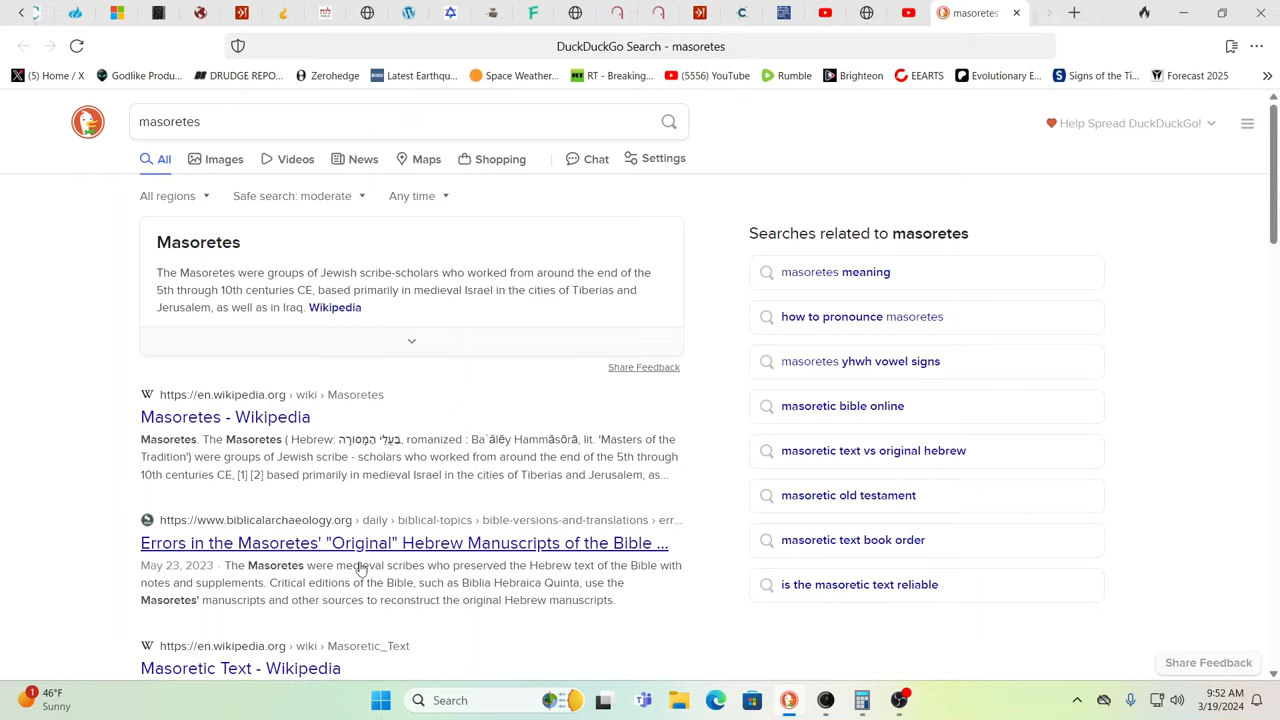 masoretes
DuckDuckGo Search - masoretes
(5) Home / X
Godlike Produ...
DRUDGE REPO...
Zerohedge
Latest Earthqu...
Space Weather...
RT - Breaking...
(5556) YouTube
Rumble
Brighteon
EEARTS
Evolutionary E...
Signs of the Ti...
Forecast 2025
masoretes
Help Spread DuckDuckGo!
All
Images
Videos
News
Maps
Shopping
Chat
Settings
All regions
Safe search: moderate
Any time
Masoretes
The Masoretes were groups of Jewish scribe-scholars who worked from around the end of the
5th through 10th centuries CE, based primarily in medieval Israel in the cities of Tiberias and
Jerusalem, as well as in Iraq. Wikipedia
Share Feedback
W https://en.wikipedia.org › wiki › Masoretes
Masoretes - Wikipedia
Masoretes. The Masoretes ( Hebrew: בַּעֲלֵי הַמָּסוֹרָה, romanized : Baʿălēy Hammāsōrā, lit. 'Masters of the
Tradition') were groups of Jewish scribe - scholars who worked from around the end of the 5th through
10th centuries CE, [1] [2] based primarily in medieval Israel in the cities of Tiberias and Jerusalem, as...
https://www.biblicalarchaeology.org › daily › biblical-topics › bible-versions-and-translations › err...
Errors in the Masoretes' "Original" Hebrew Manuscripts of the Bible ...
May 23, 2023 · The Masoretes were medieval scribes who preserved the Hebrew text of the Bible with
notes and supplements. Critical editions of the Bible, such as Biblia Hebraica Quinta, use the
Masoretes' manuscripts and other sources to reconstruct the original Hebrew manuscripts.
W https://en.wikipedia.org › wiki › Masoretic_Text
Masoretic Text - Wikipedia
Searches related to masoretes
masoretes meaning
how to pronounce masoretes
masoretes yhwh vowel signs
masoretic bible online
masoretic text vs original hebrew
masoretic old testament
masoretic text book order
is the masoretic text reliable
Share Feedback
1
46°F
Sunny
Search
9:52 AM
3/19/2024